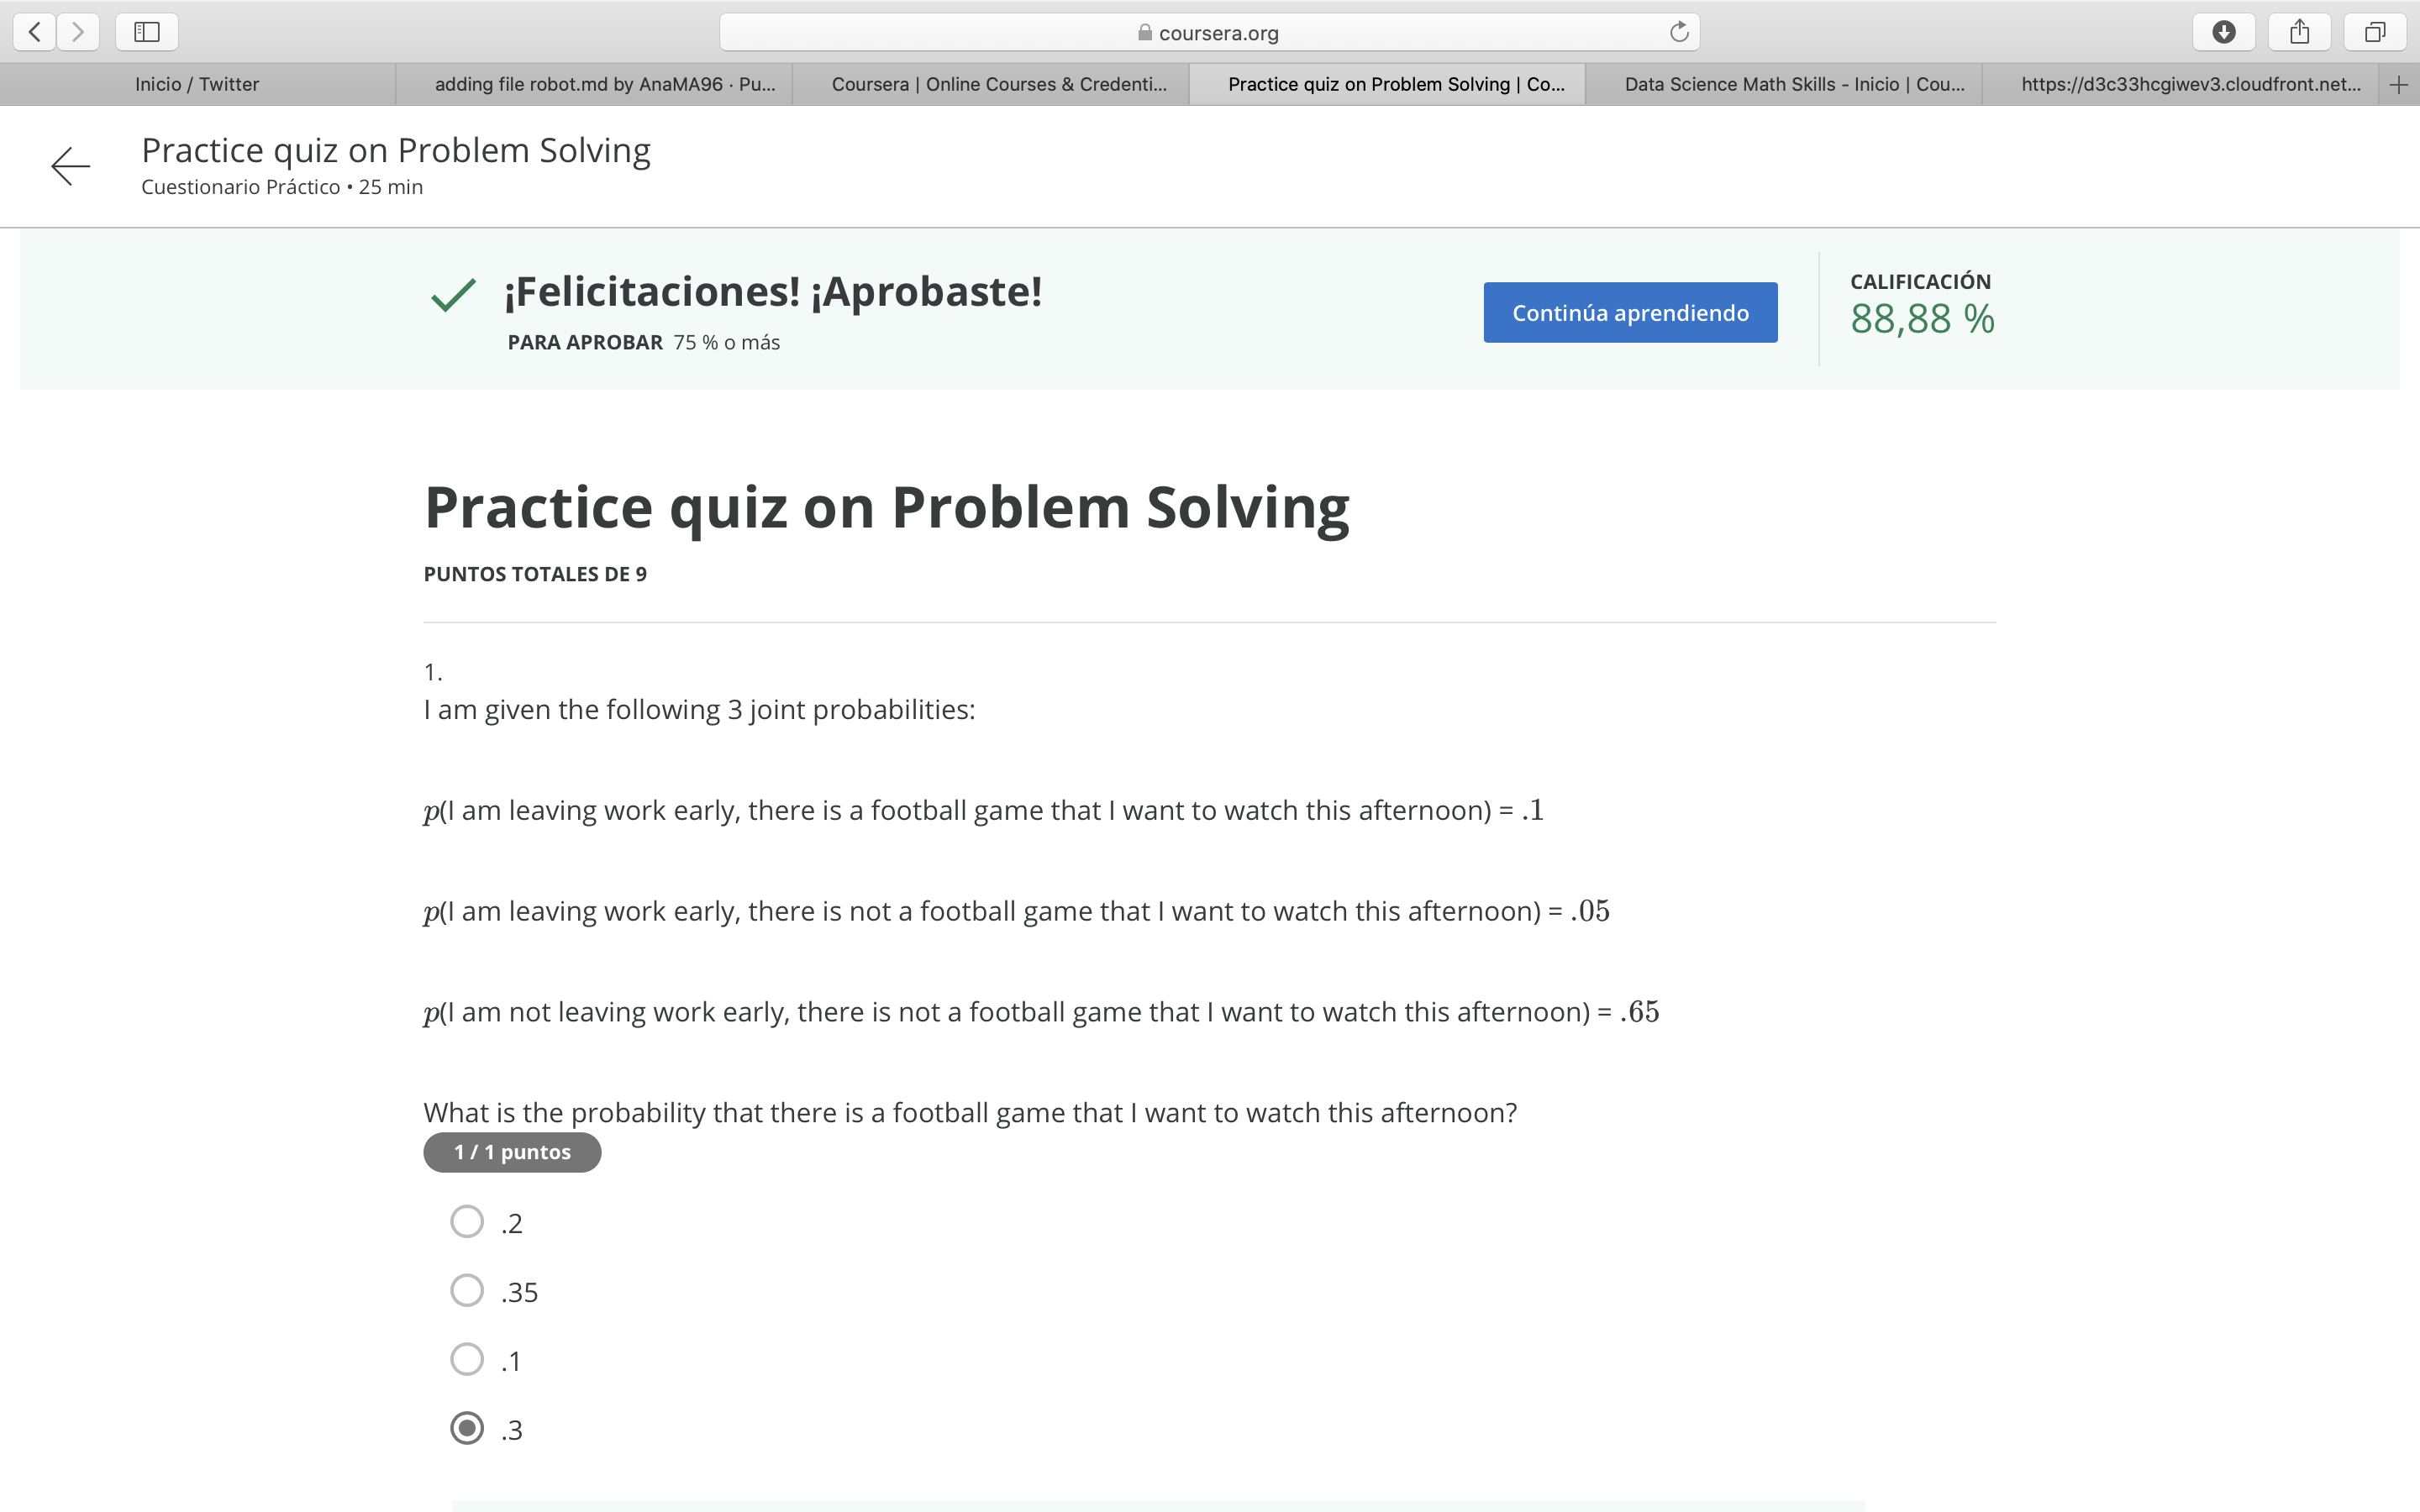 coursera.org
Inicio / Twitter
adding file robot.md by AnaMA96 · Pu...
Coursera | Online Courses & Credenti...
Practice quiz on Problem Solving | Co...
Data Science Math Skills - Inicio | Cou...
https://d3c33hcgiwev3.cloudfront.net...
Practice quiz on Problem Solving
Cuestionario Práctico • 25 min
¡Felicitaciones! ¡Aprobaste!
PARA APROBAR 75 % o más
Continúa aprendiendo
CALIFICACIÓN
88,88 %
Practice quiz on Problem Solving
PUNTOS TOTALES DE 9
1.
I am given the following 3 joint probabilities:
p(I am leaving work early, there is a football game that I want to watch this afternoon) = .1
p(I am leaving work early, there is not a football game that I want to watch this afternoon) = .05
p(I am not leaving work early, there is not a football game that I want to watch this afternoon) = .65
What is the probability that there is a football game that I want to watch this afternoon?
1 / 1 puntos
.2
.35
.1
.3